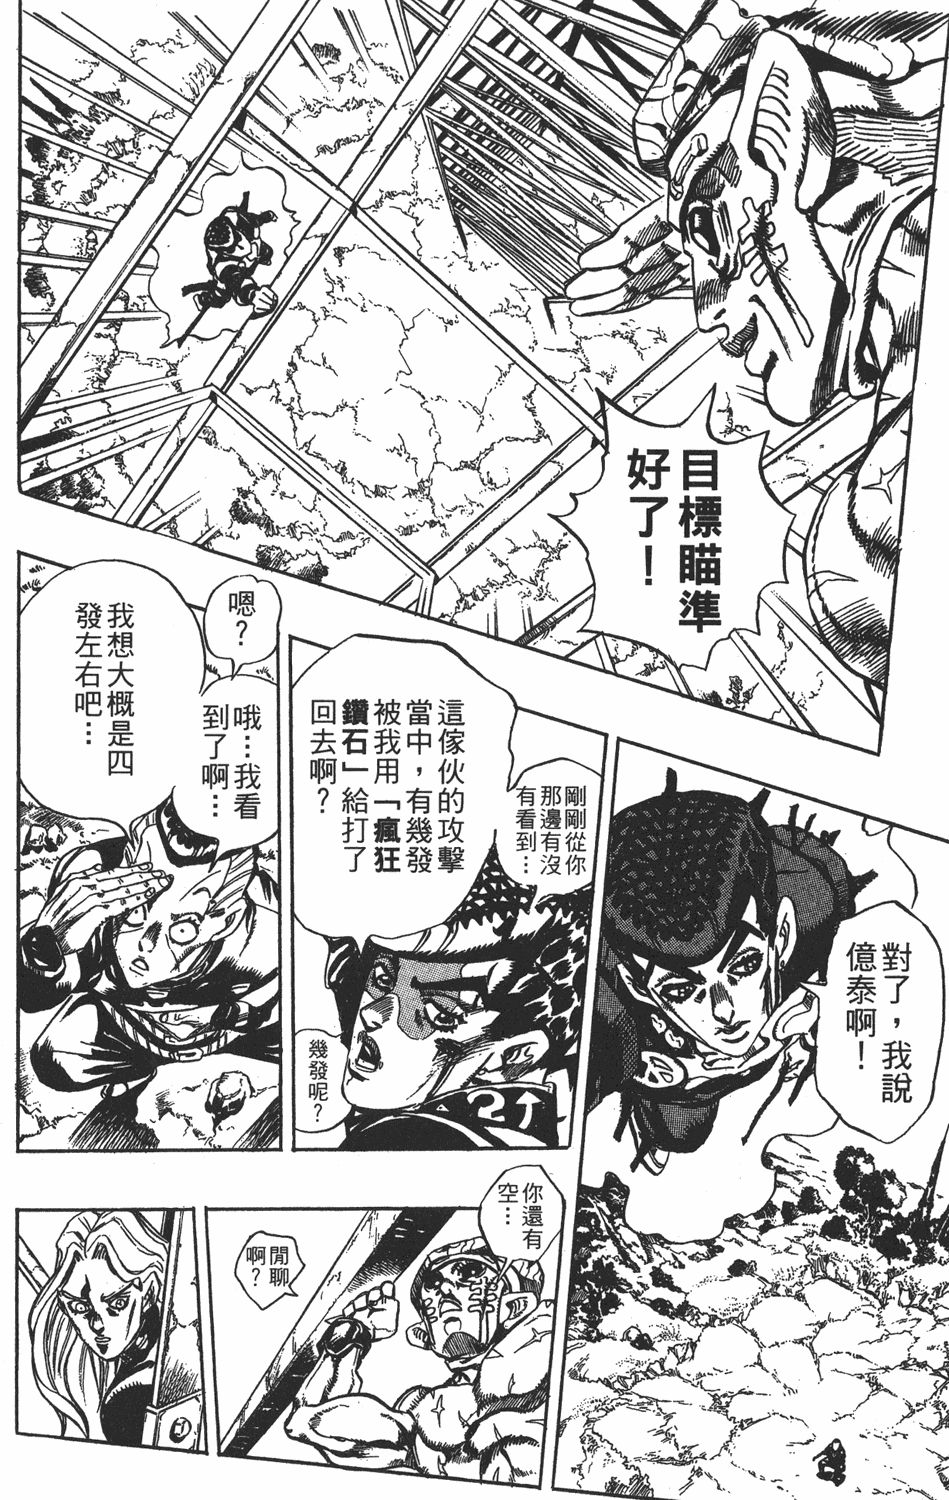 目標瞄準
好了！
對了，我說
億泰啊！
剛剛從你
那邊有沒
有看到…
這傢伙的攻擊
當中，有幾發
被我用「瘋狂
鑽石」給打了
回去啊？
幾發呢？
嗯？
哦…我看
到了啊…
我想大概是四
發左右吧…
你還有
空…
閒聊
啊？